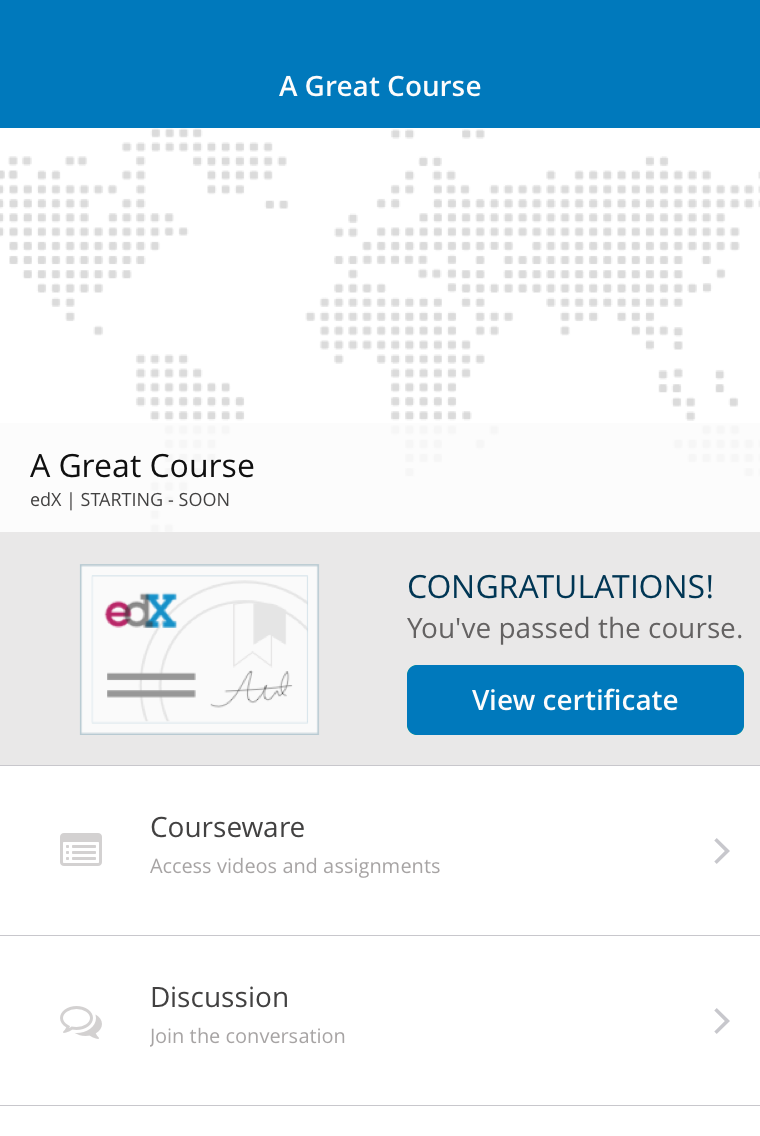 A Great Course
A Great Course
edX | STARTING - SOON
edX
CONGRATULATIONS!
You've passed the course.
View certificate
Courseware
Access videos and assignments
Discussion
Join the conversation